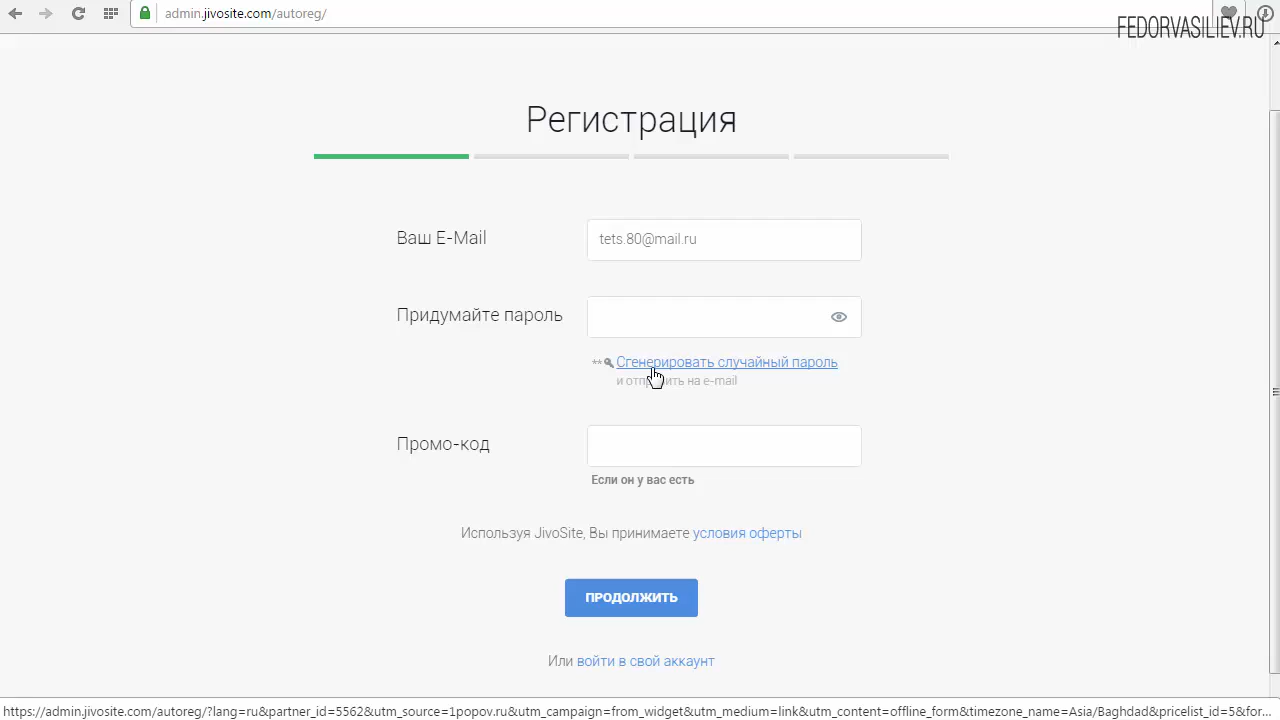 admin.jivosite.com/autoreg/
FEDORVASILIEV.RU
Регистрация
Ваш E-Mail
tets.80@mail.ru
Придумайте пароль
** Сгенерировать случайный пароль
и отправить на e-mail
Промо-код
Если он у вас есть
Используя JivoSite, Вы принимаете условия оферты
ПРОДОЛЖИТЬ
Или войти в свой аккаунт
https://admin.jivosite.com/autoreg/?lang=ru&partner_id=5562&utm_source=1popov.ru&utm_campaign=from_widget&utm_medium=link&utm_content=offline_form&timezone_name=Asia/Baghdad&pricelist_id=5&for...